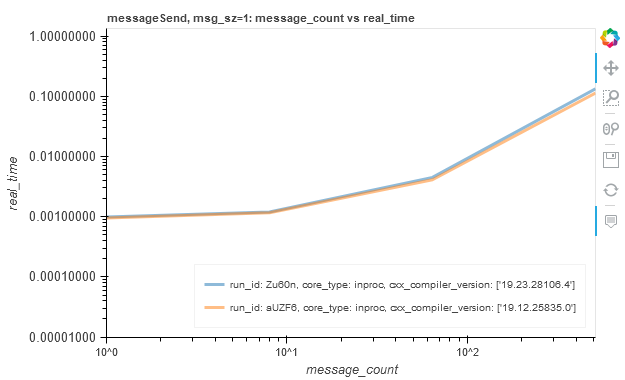 messageSend, msg_sz=1: message_count vs real_time
1.00000000
0.10000000
0.01000000
0.00100000
0.00010000
0.00001000
real_time
run_id: Zu60n, core_type: inproc, cxx_compiler_version: ['19.23.28106.4']
run_id: aUZF6, core_type: inproc, cxx_compiler_version: ['19.12.25835.0']
10^0
10^1
10^2
message_count